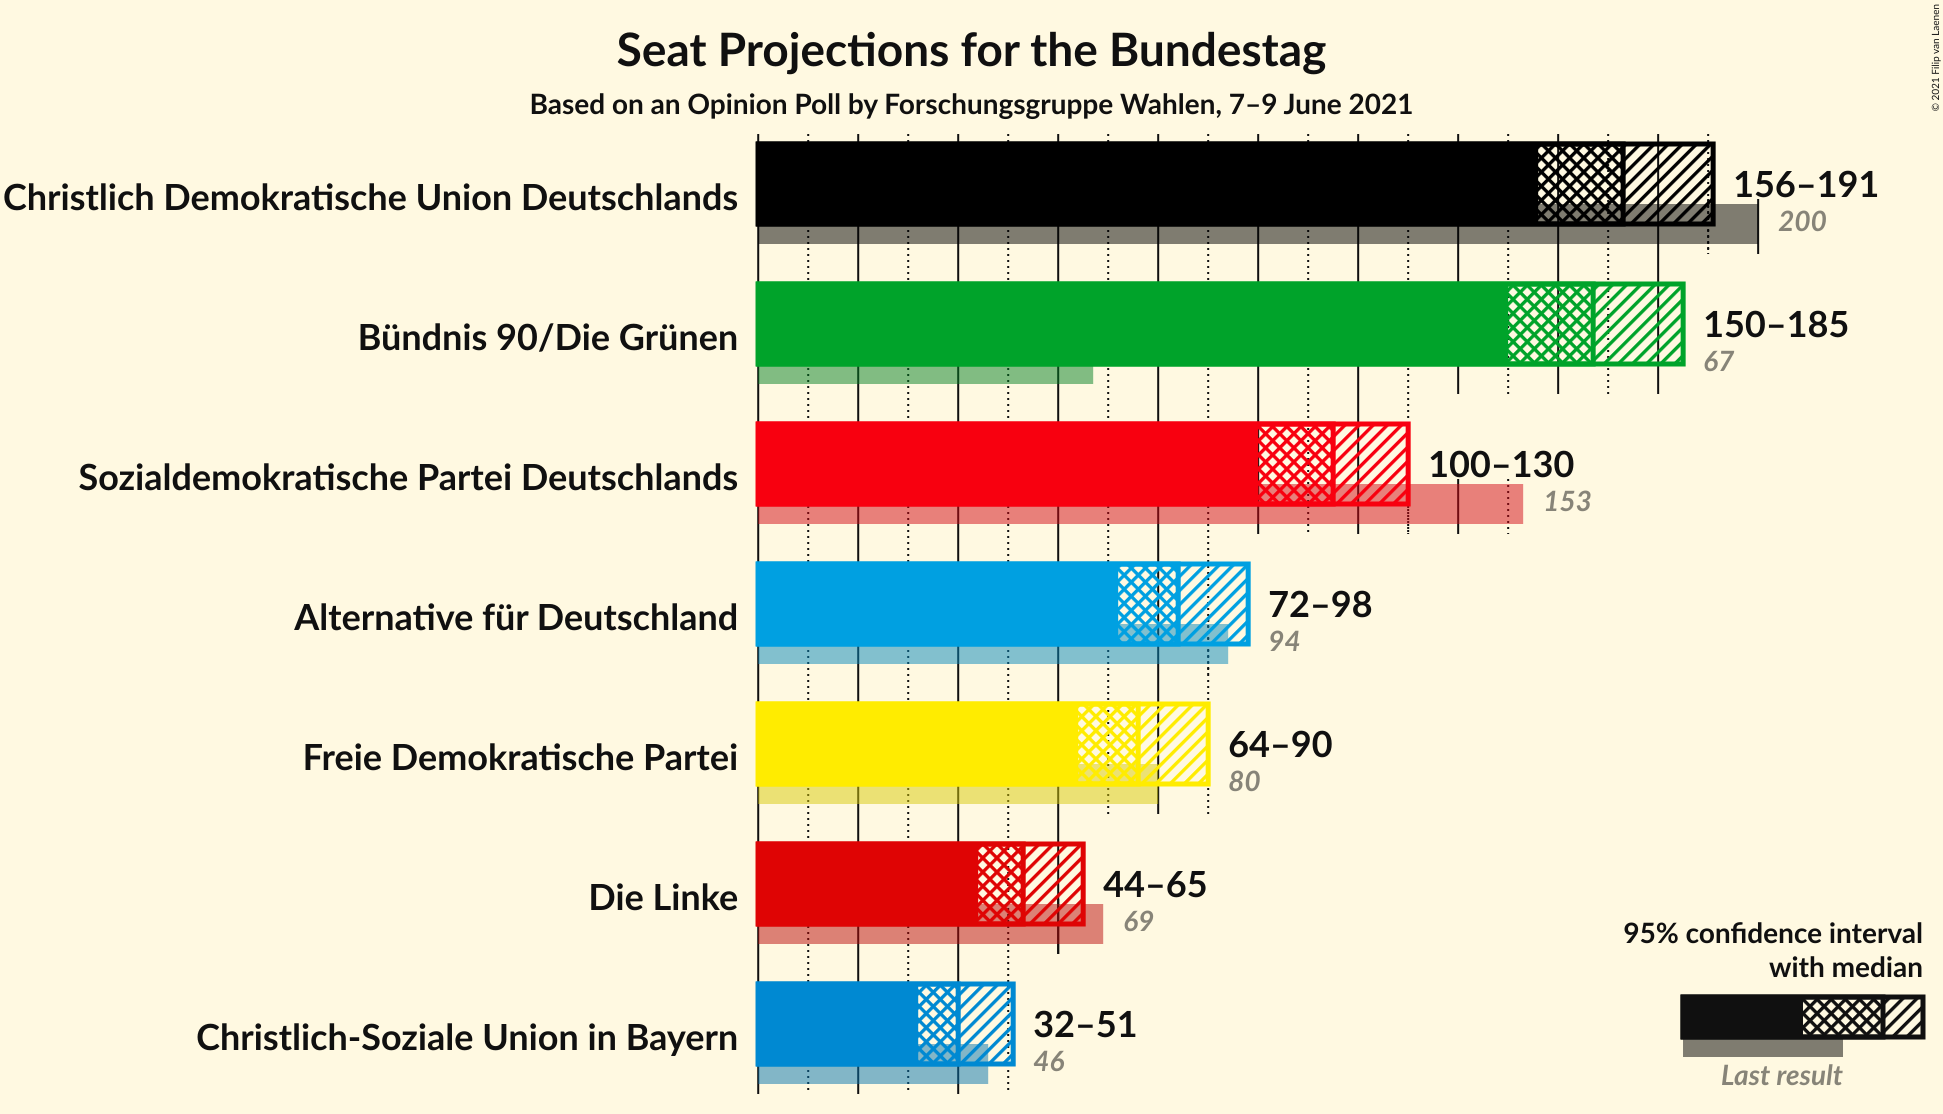 Seat Projections for the Bundestag
Based on an Opinion Poll by Forschungsgruppe Wahlen, 7–9 June 2021
© 2021 Filip van Laenen
Christlich Demokratische Union Deutschlands
156–191
200
Bündnis 90/Die Grünen
150–185
67
Sozialdemokratische Partei Deutschlands
100–130
153
Alternative für Deutschland
72–98
94
Freie Demokratische Partei
64–90
80
Die Linke
44–65
69
Christlich-Soziale Union in Bayern
32–51
46
95% confidence interval
with median
Last result